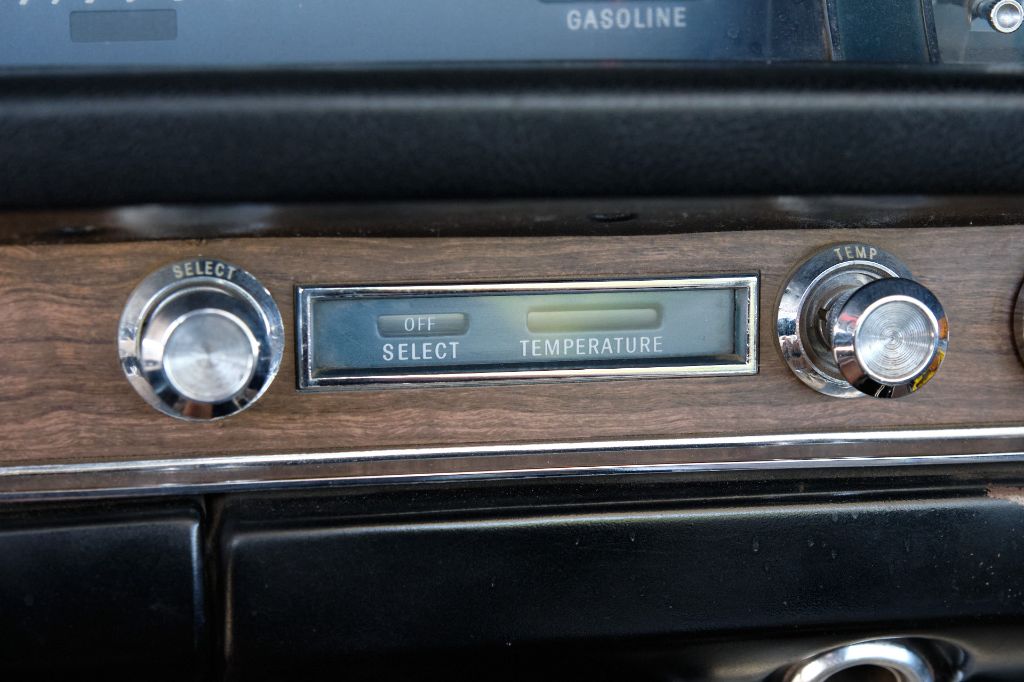 GASOLINE
SELECT
OFF
SELECT
TEMPERATURE
TEMP